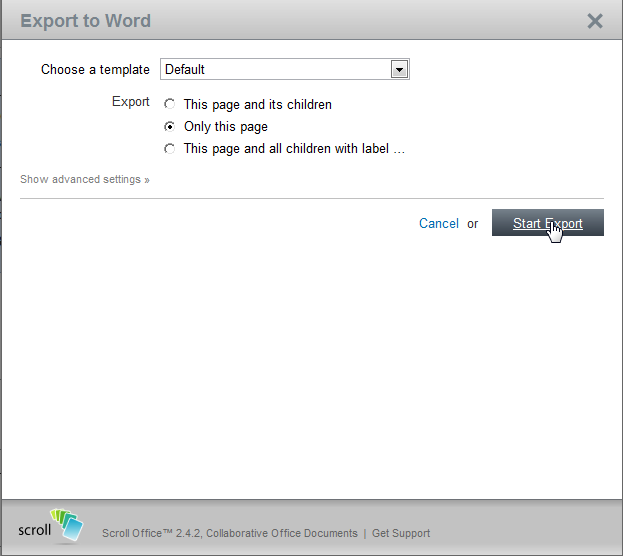 Export to Word
Choose a template Default
Export This page and its children
Only this page
This page and all children with label ...
Show advanced settings »
Cancel or Start Export
scroll Scroll Office™ 2.4.2, Collaborative Office Documents | Get Support